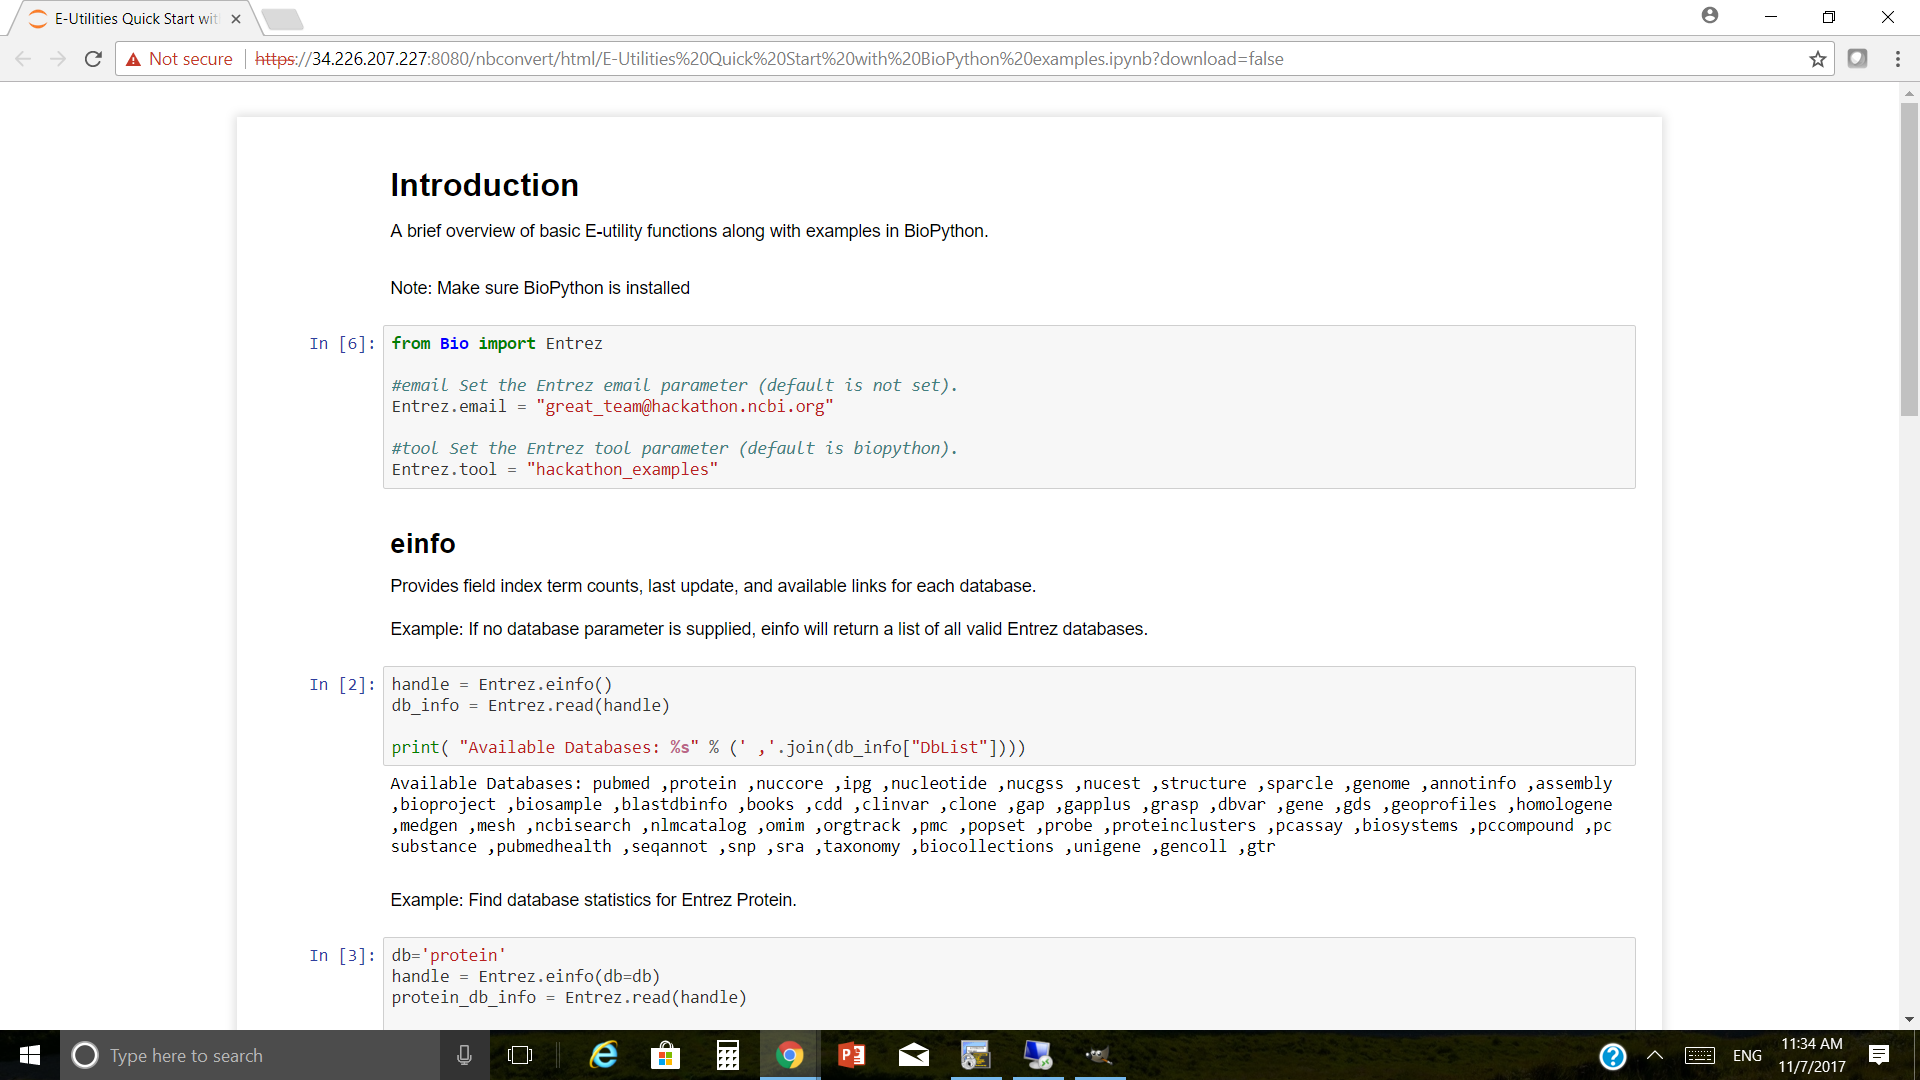 E-Utilities Quick Start wit
Not secure
https://34.226.207.227:8080/nbconvert/html/E-Utilities%20Quick%20Start%20with%20BioPython%20examples.ipynb?download=false
Introduction
A brief overview of basic E-utility functions along with examples in BioPython.
Note: Make sure BioPython is installed
In [6]:
from Bio import Entrez
#email Set the Entrez email parameter (default is not set).
Entrez.email = "great_team@hackathon.ncbi.org"
#tool Set the Entrez tool parameter (default is biopython).
Entrez.tool = "hackathon_examples"
einfo
Provides field index term counts, last update, and available links for each database.
Example: If no database parameter is supplied, einfo will return a list of all valid Entrez databases.
In [2]:
handle = Entrez.einfo()
db_info = Entrez.read(handle)
print( "Available Databases: %s" % (' ,'.join(db_info["DbList"])))
Available Databases: pubmed ,protein ,nuccore ,ipg ,nucleotide ,nucgss ,nucest ,structure ,sparcle ,genome ,annotinfo ,assembly
,bioproject ,biosample ,blastdbinfo ,books ,cdd ,clinvar ,clone ,gap ,gapplus ,grasp ,dbvar ,gene ,gds ,geoprofiles ,homologene
,medgen ,mesh ,ncbisearch ,nlmcatalog ,omim ,orgtrack ,pmc ,popset ,probe ,proteinclusters ,pcassay ,biosystems ,pccompound ,pc
substance ,pubmedhealth ,seqannot ,snp ,sra ,taxonomy ,biocollections ,unigene ,gencoll ,gtr
Example: Find database statistics for Entrez Protein.
In [3]:
db='protein'
handle = Entrez.einfo(db=db)
protein_db_info = Entrez.read(handle)
Type here to search
ENG
11:34 AM
11/7/2017